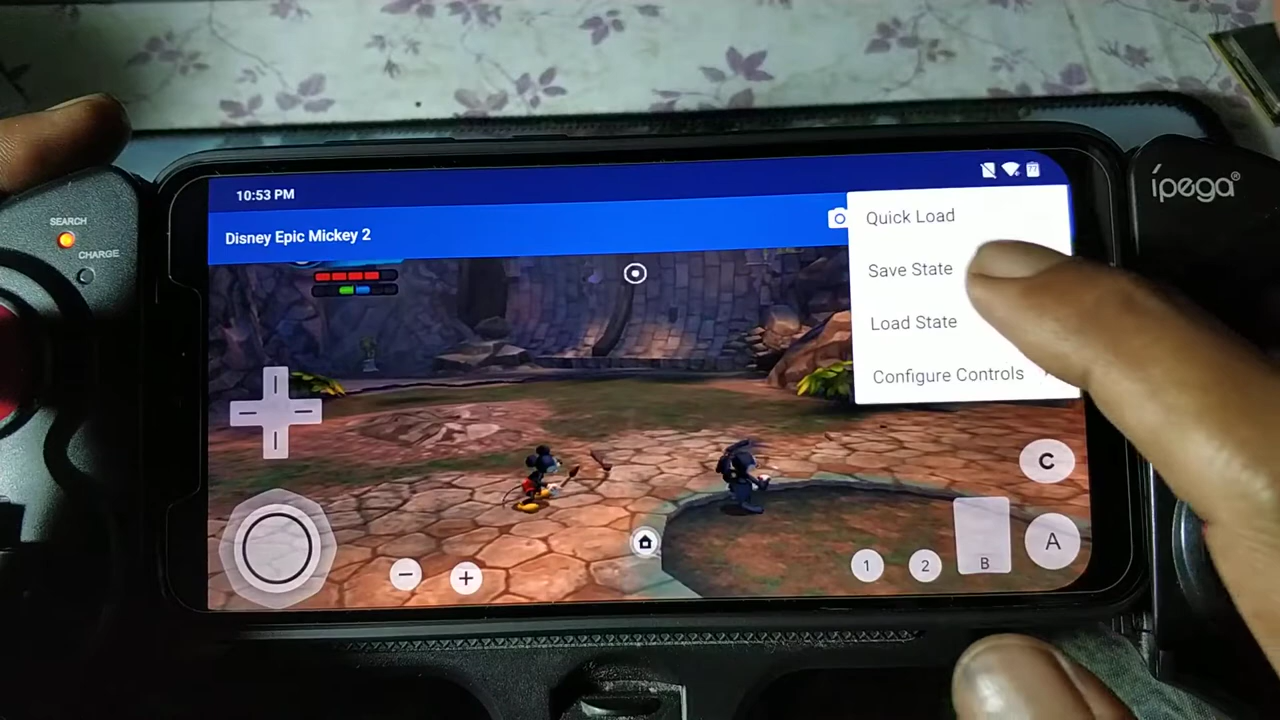 SEARCH
CHARGE
ípega®
10:53 PM
Disney Epic Mickey 2
Quick Load
Save State
Load State
Configure Controls
C
A
B
1
2